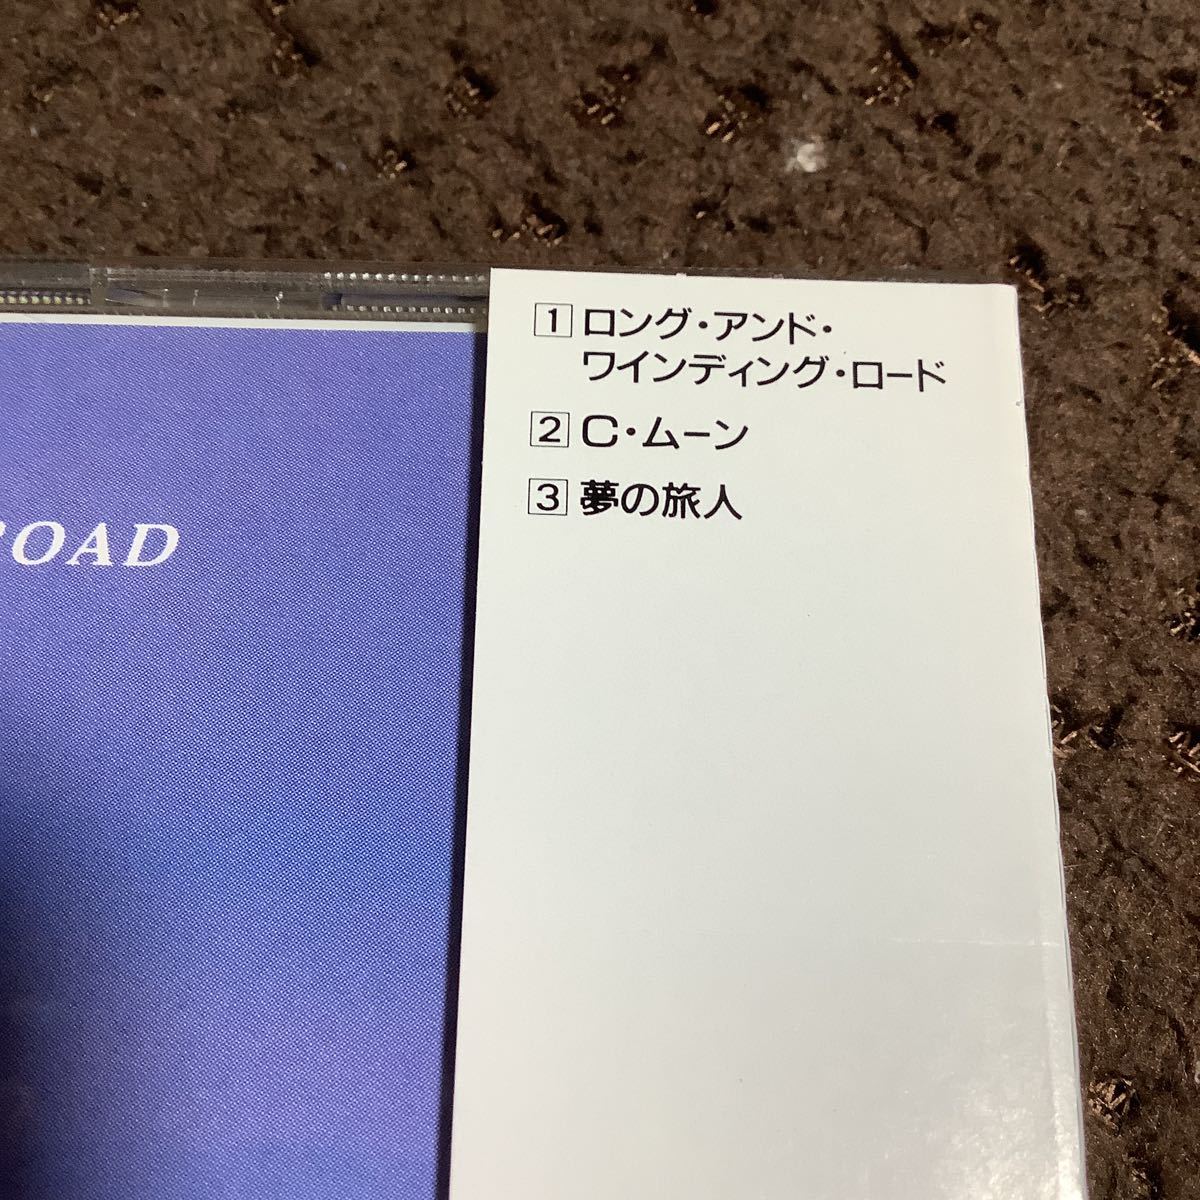 OAD
1 ロング・アンド・
ワインディング・ロード
2 C・ムーン
3 夢の旅人